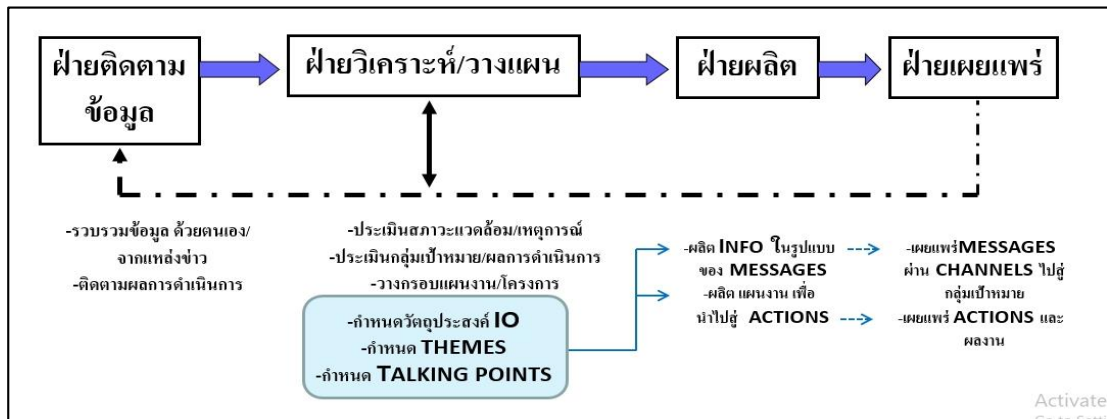 ฝ่ายติดตาม
ข้อมูล
ฝ่ายวิเคราะห์/วางแผน
ฝ่ายผลิต
ฝ่ายเผยแพร่
-รวบรวมข้อมูล ด้วยตนเอง/
จากแหล่งข่าว
-ติดตามผลการดำเนินการ
-ประเมินสภาวะแวดล้อม/เหตุการณ์
-ประเมินกลุ่มเป้าหมาย/ผลการดำเนินการ
-วางกรอบแผนงาน/โครงการ
-กำหนดวัตถุประสงค์ IO
-กำหนด THEMES
-กำหนด TALKING POINTS
-ผลิต INFO ในรูปแบบ
ของ MESSAGES
-ผลิต แผนงาน เพื่อ
นำไปสู่ ACTIONS
-เผยแพร่MESSAGES
ผ่าน CHANNELS ไปสู่
กลุ่มเป้าหมาย
-เผยแพร่ ACTIONS และ
ผลงาน
Activate